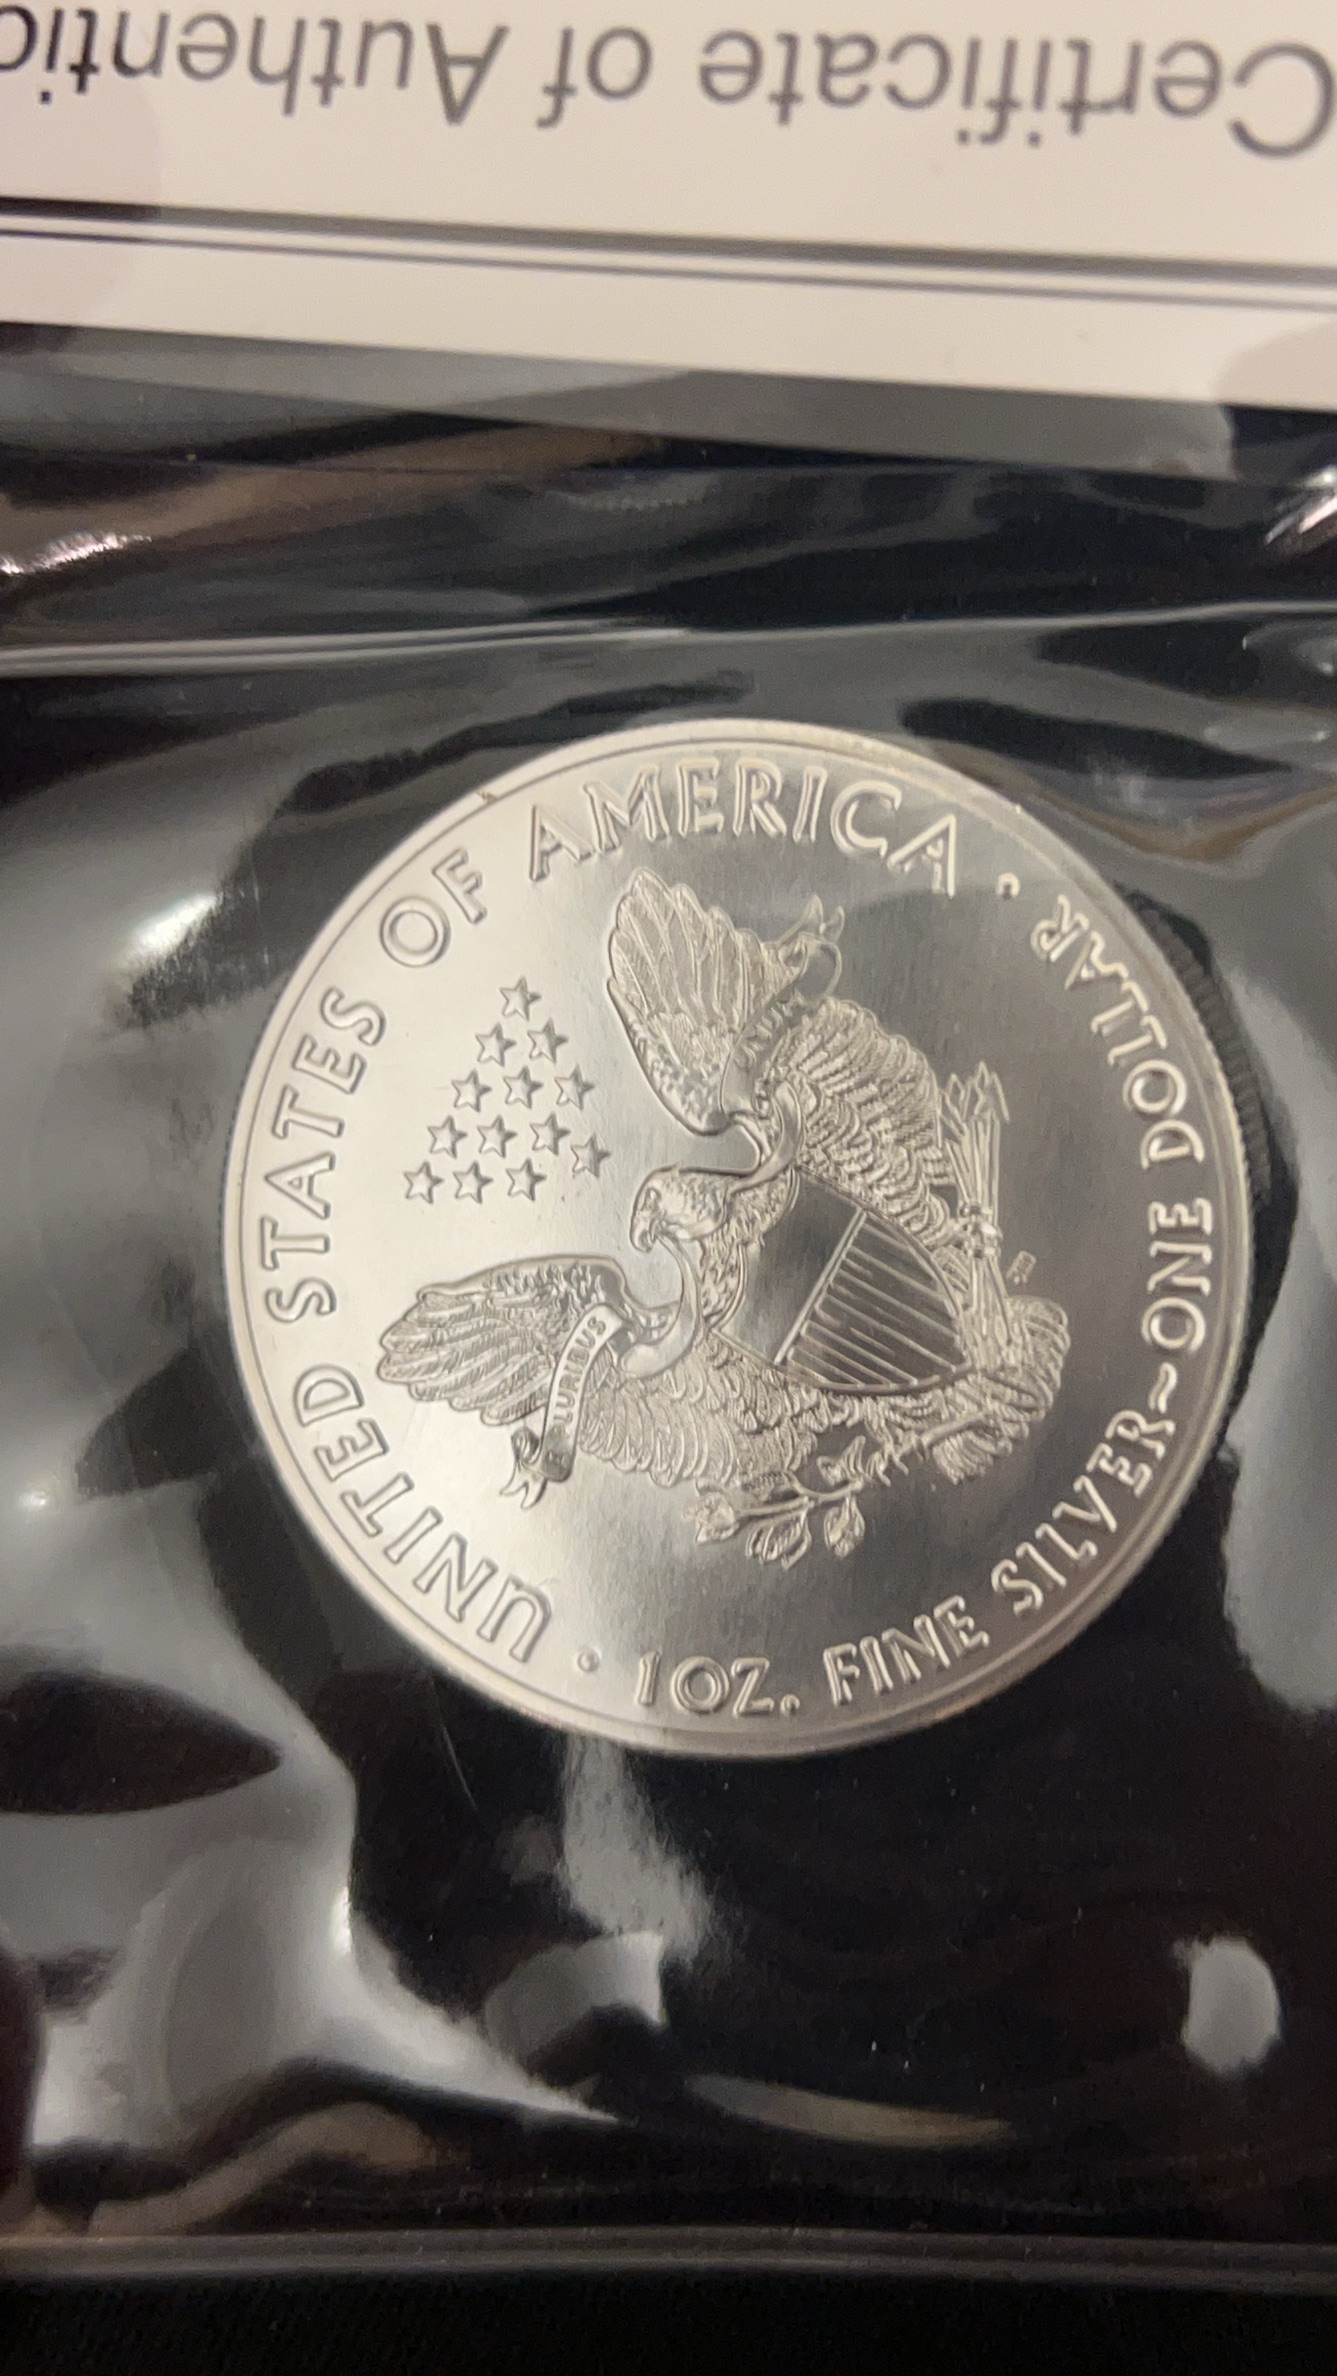 Certificate of Authentic
UNITED STATES OF AMERICA
1 OZ. FINE SILVER~ONE DOLLAR
E PLURIBUS